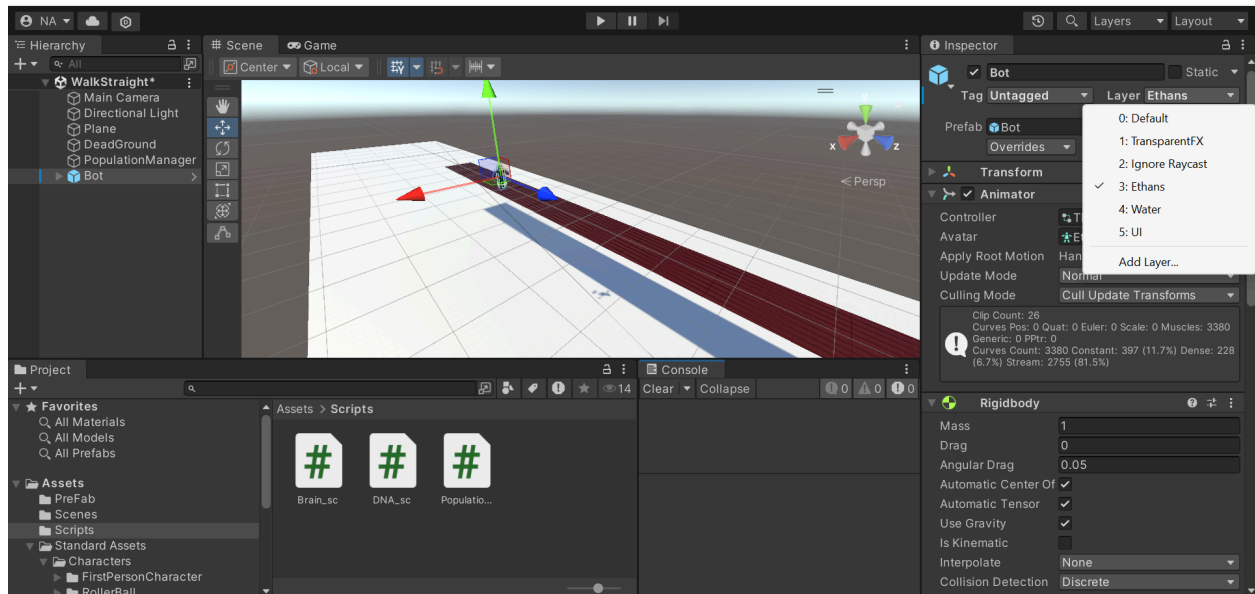 NA
Layers
Layout
Hierarchy
All
WalkStraight*
Main Camera
Directional Light
Plane
DeadGround
PopulationManager
Bot
Scene
Game
Center
Local
y
x
z
Persp
Inspector
Bot
Static
Tag Untagged
Layer Ethans
Prefab
Bot
Overrides
0: Default
1: TransparentFX
2: Ignore Raycast
3: Ethans
4: Water
5: UI
Add Layer...
Transform
Animator
Controller
Avatar
Apply Root Motion
Update Mode
Normal
Culling Mode
Cull Update Transforms
Clip Count: 26
Curves Pos: 0 Quat: 0 Euler: 0 Scale: 0 Muscles: 3380
Generic: 0 PPtr: 0
Curves Count: 3380 Constant: 397 (11.7%) Dense: 228
(6.7%) Stream: 2755 (81.5%)
Rigidbody
Mass
1
Drag
0
Angular Drag
0.05
Automatic Center Of
Automatic Tensor
Use Gravity
Is Kinematic
Interpolate
None
Collision Detection
Discrete
Project
14
Favorites
All Materials
All Models
All Prefabs
Assets
PreFab
Scenes
Scripts
Standard Assets
Characters
FirstPersonCharacter
RollerBall
Assets > Scripts
Brain_sc
DNA_sc
Populatio...
Console
Clear
Collapse
0
0
0